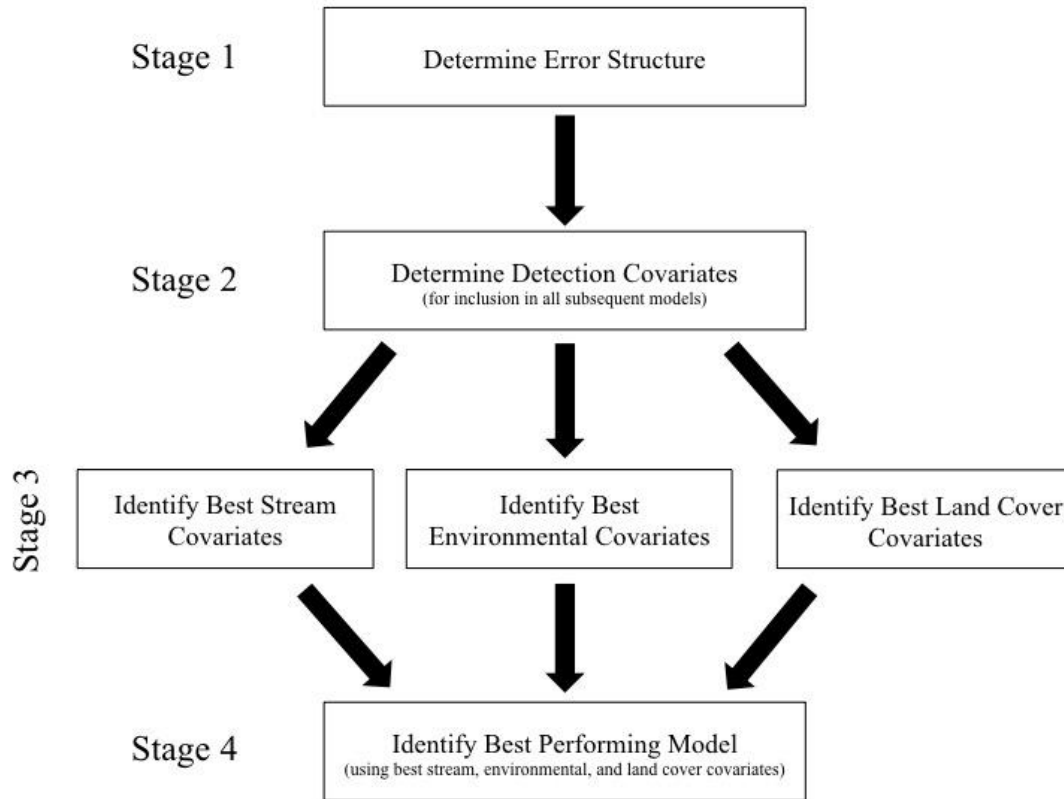 Stage 1
Determine Error Structure
Stage 2
Determine Detection Covariates
(for inclusion in all subsequent models)
Stage 3
Identify Best Stream
Covariates
Identify Best
Environmental Covariates
Identify Best Land Cover
Covariates
Stage 4
Identify Best Performing Model
(using best stream, environmental, and land cover covariates)